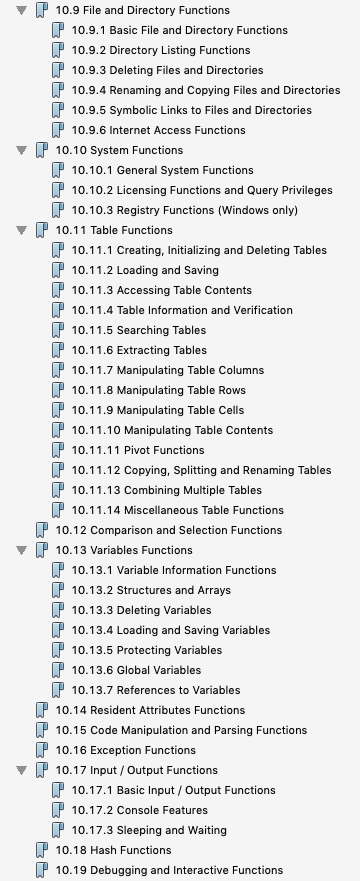 10.9 File and Directory Functions
10.9.1 Basic File and Directory Functions
10.9.2 Directory Listing Functions
10.9.3 Deleting Files and Directories
10.9.4 Renaming and Copying Files and Directories
10.9.5 Symbolic Links to Files and Directories
10.9.6 Internet Access Functions
10.10 System Functions
10.10.1 General System Functions
10.10.2 Licensing Functions and Query Privileges
10.10.3 Registry Functions (Windows only)
10.11 Table Functions
10.11.1 Creating, Initializing and Deleting Tables
10.11.2 Loading and Saving
10.11.3 Accessing Table Contents
10.11.4 Table Information and Verification
10.11.5 Searching Tables
10.11.6 Extracting Tables
10.11.7 Manipulating Table Columns
10.11.8 Manipulating Table Rows
10.11.9 Manipulating Table Cells
10.11.10 Manipulating Table Contents
10.11.11 Pivot Functions
10.11.12 Copying, Splitting and Renaming Tables
10.11.13 Combining Multiple Tables
10.11.14 Miscellaneous Table Functions
10.12 Comparison and Selection Functions
10.13 Variables Functions
10.13.1 Variable Information Functions
10.13.2 Structures and Arrays
10.13.3 Deleting Variables
10.13.4 Loading and Saving Variables
10.13.5 Protecting Variables
10.13.6 Global Variables
10.13.7 References to Variables
10.14 Resident Attributes Functions
10.15 Code Manipulation and Parsing Functions
10.16 Exception Functions
10.17 Input / Output Functions
10.17.1 Basic Input / Output Functions
10.17.2 Console Features
10.17.3 Sleeping and Waiting
10.18 Hash Functions
10.19 Debugging and Interactive Functions